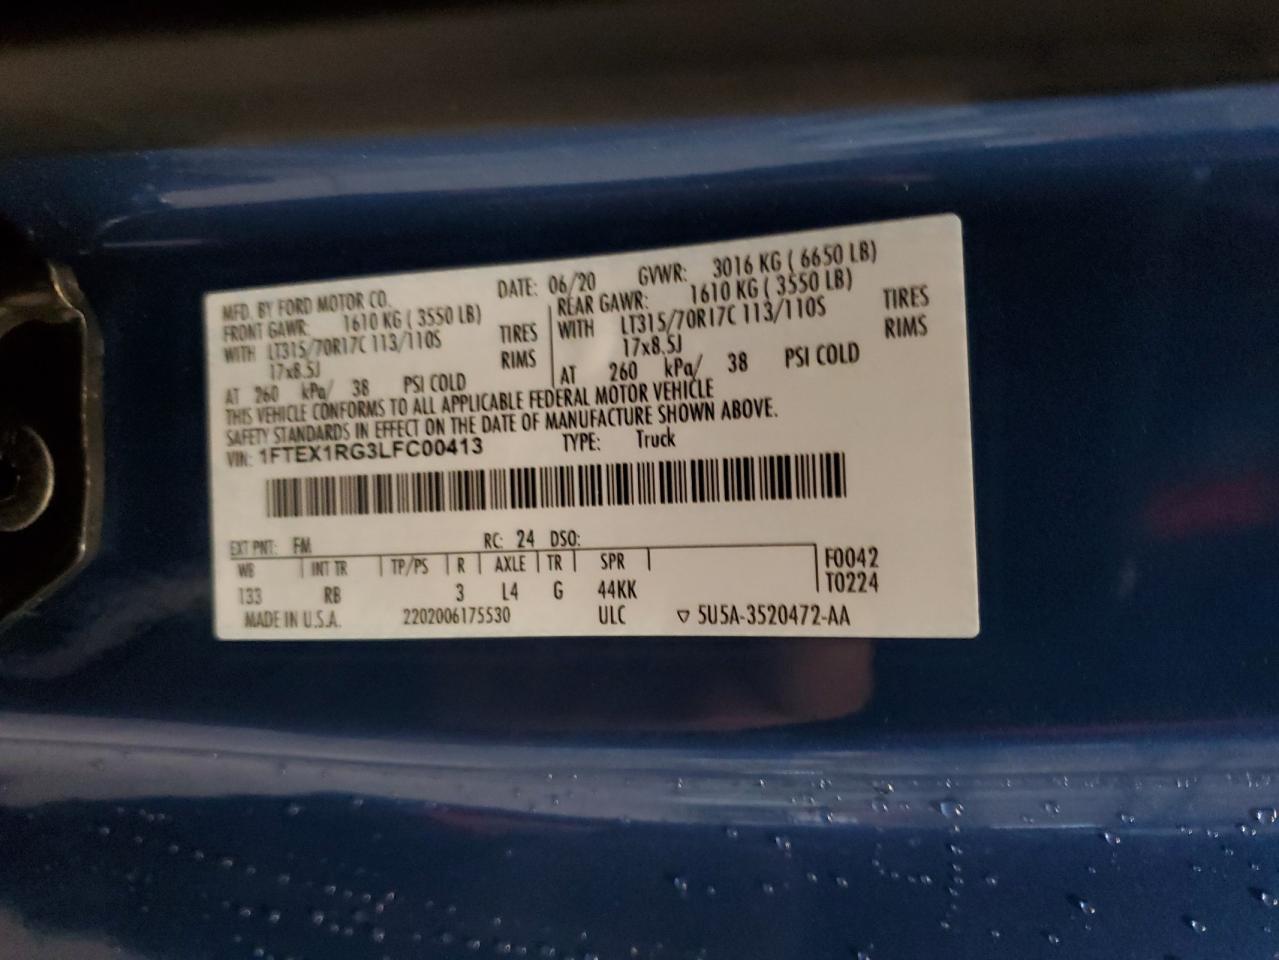 MFD. BY FORD MOTOR CO. DATE: 06/20 GVWR: 3016 KG ( 6650 LB)
FRONT GAWR: 1610 KG ( 3550 LB) REAR GAWR: 1610 KG ( 3550 LB)
WITH LT315/70R17C 113/110S TIRES WITH LT315/70R17C 113/110S TIRES
17x8.5J RIMS 17x8.5J RIMS
AT 260 kPa/ 38 PSI COLD AT 260 kPa/ 38 PSI COLD
THIS VEHICLE CONFORMS TO ALL APPLICABLE FEDERAL MOTOR VEHICLE
SAFETY STANDARDS IN EFFECT ON THE DATE OF MANUFACTURE SHOWN ABOVE.
VIN: 1FTEX1RG3LFC00413 TYPE: Truck
EXT PNT: FM RC: 24 DSO:
WB INT TR TP/PS R AXLE TR SPR F0042
133 RB 3 L4 G 44KK T0224
MADE IN U.S.A. 2202006175530 ULC ▽ 5U5A-3520472-AA